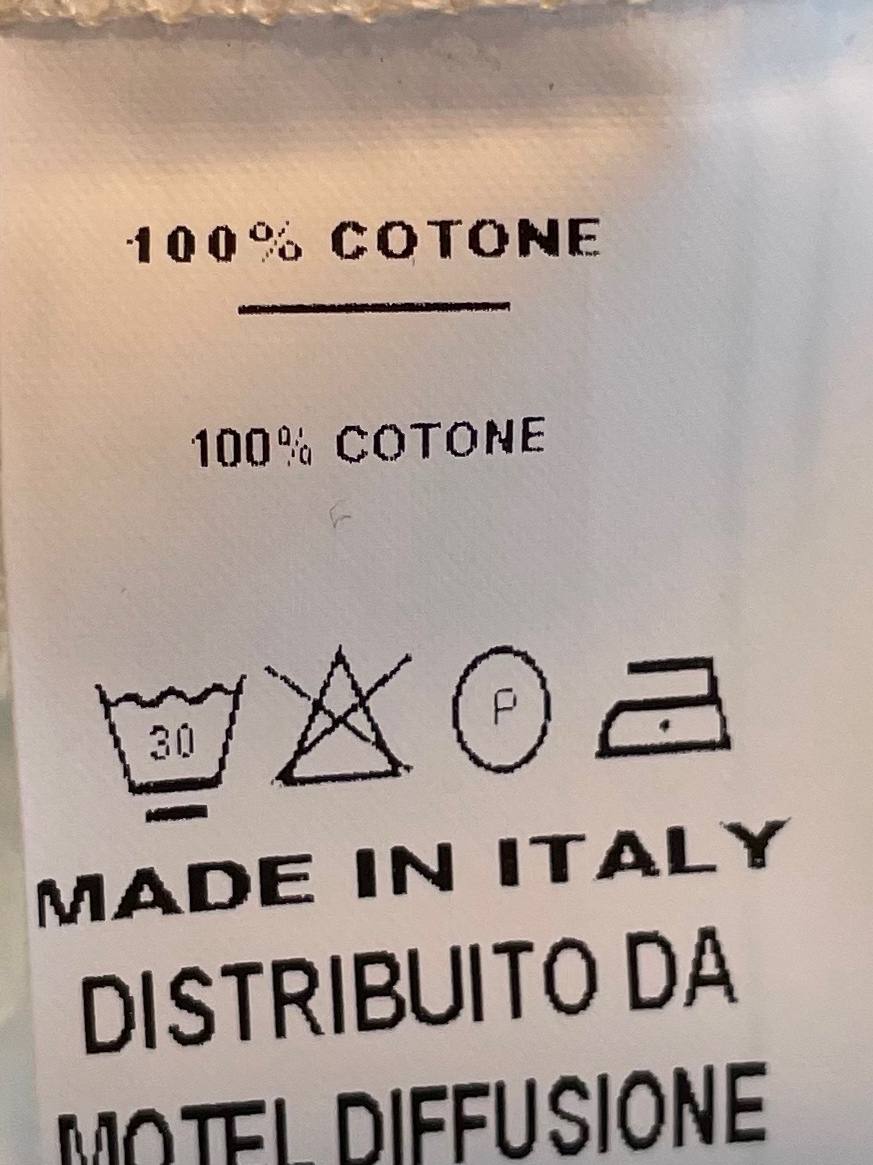 100% COTONE
100% COTONE
30
P
MADE IN ITALY
DISTRIBUITO DA
MOTEL DIFFUSIONE